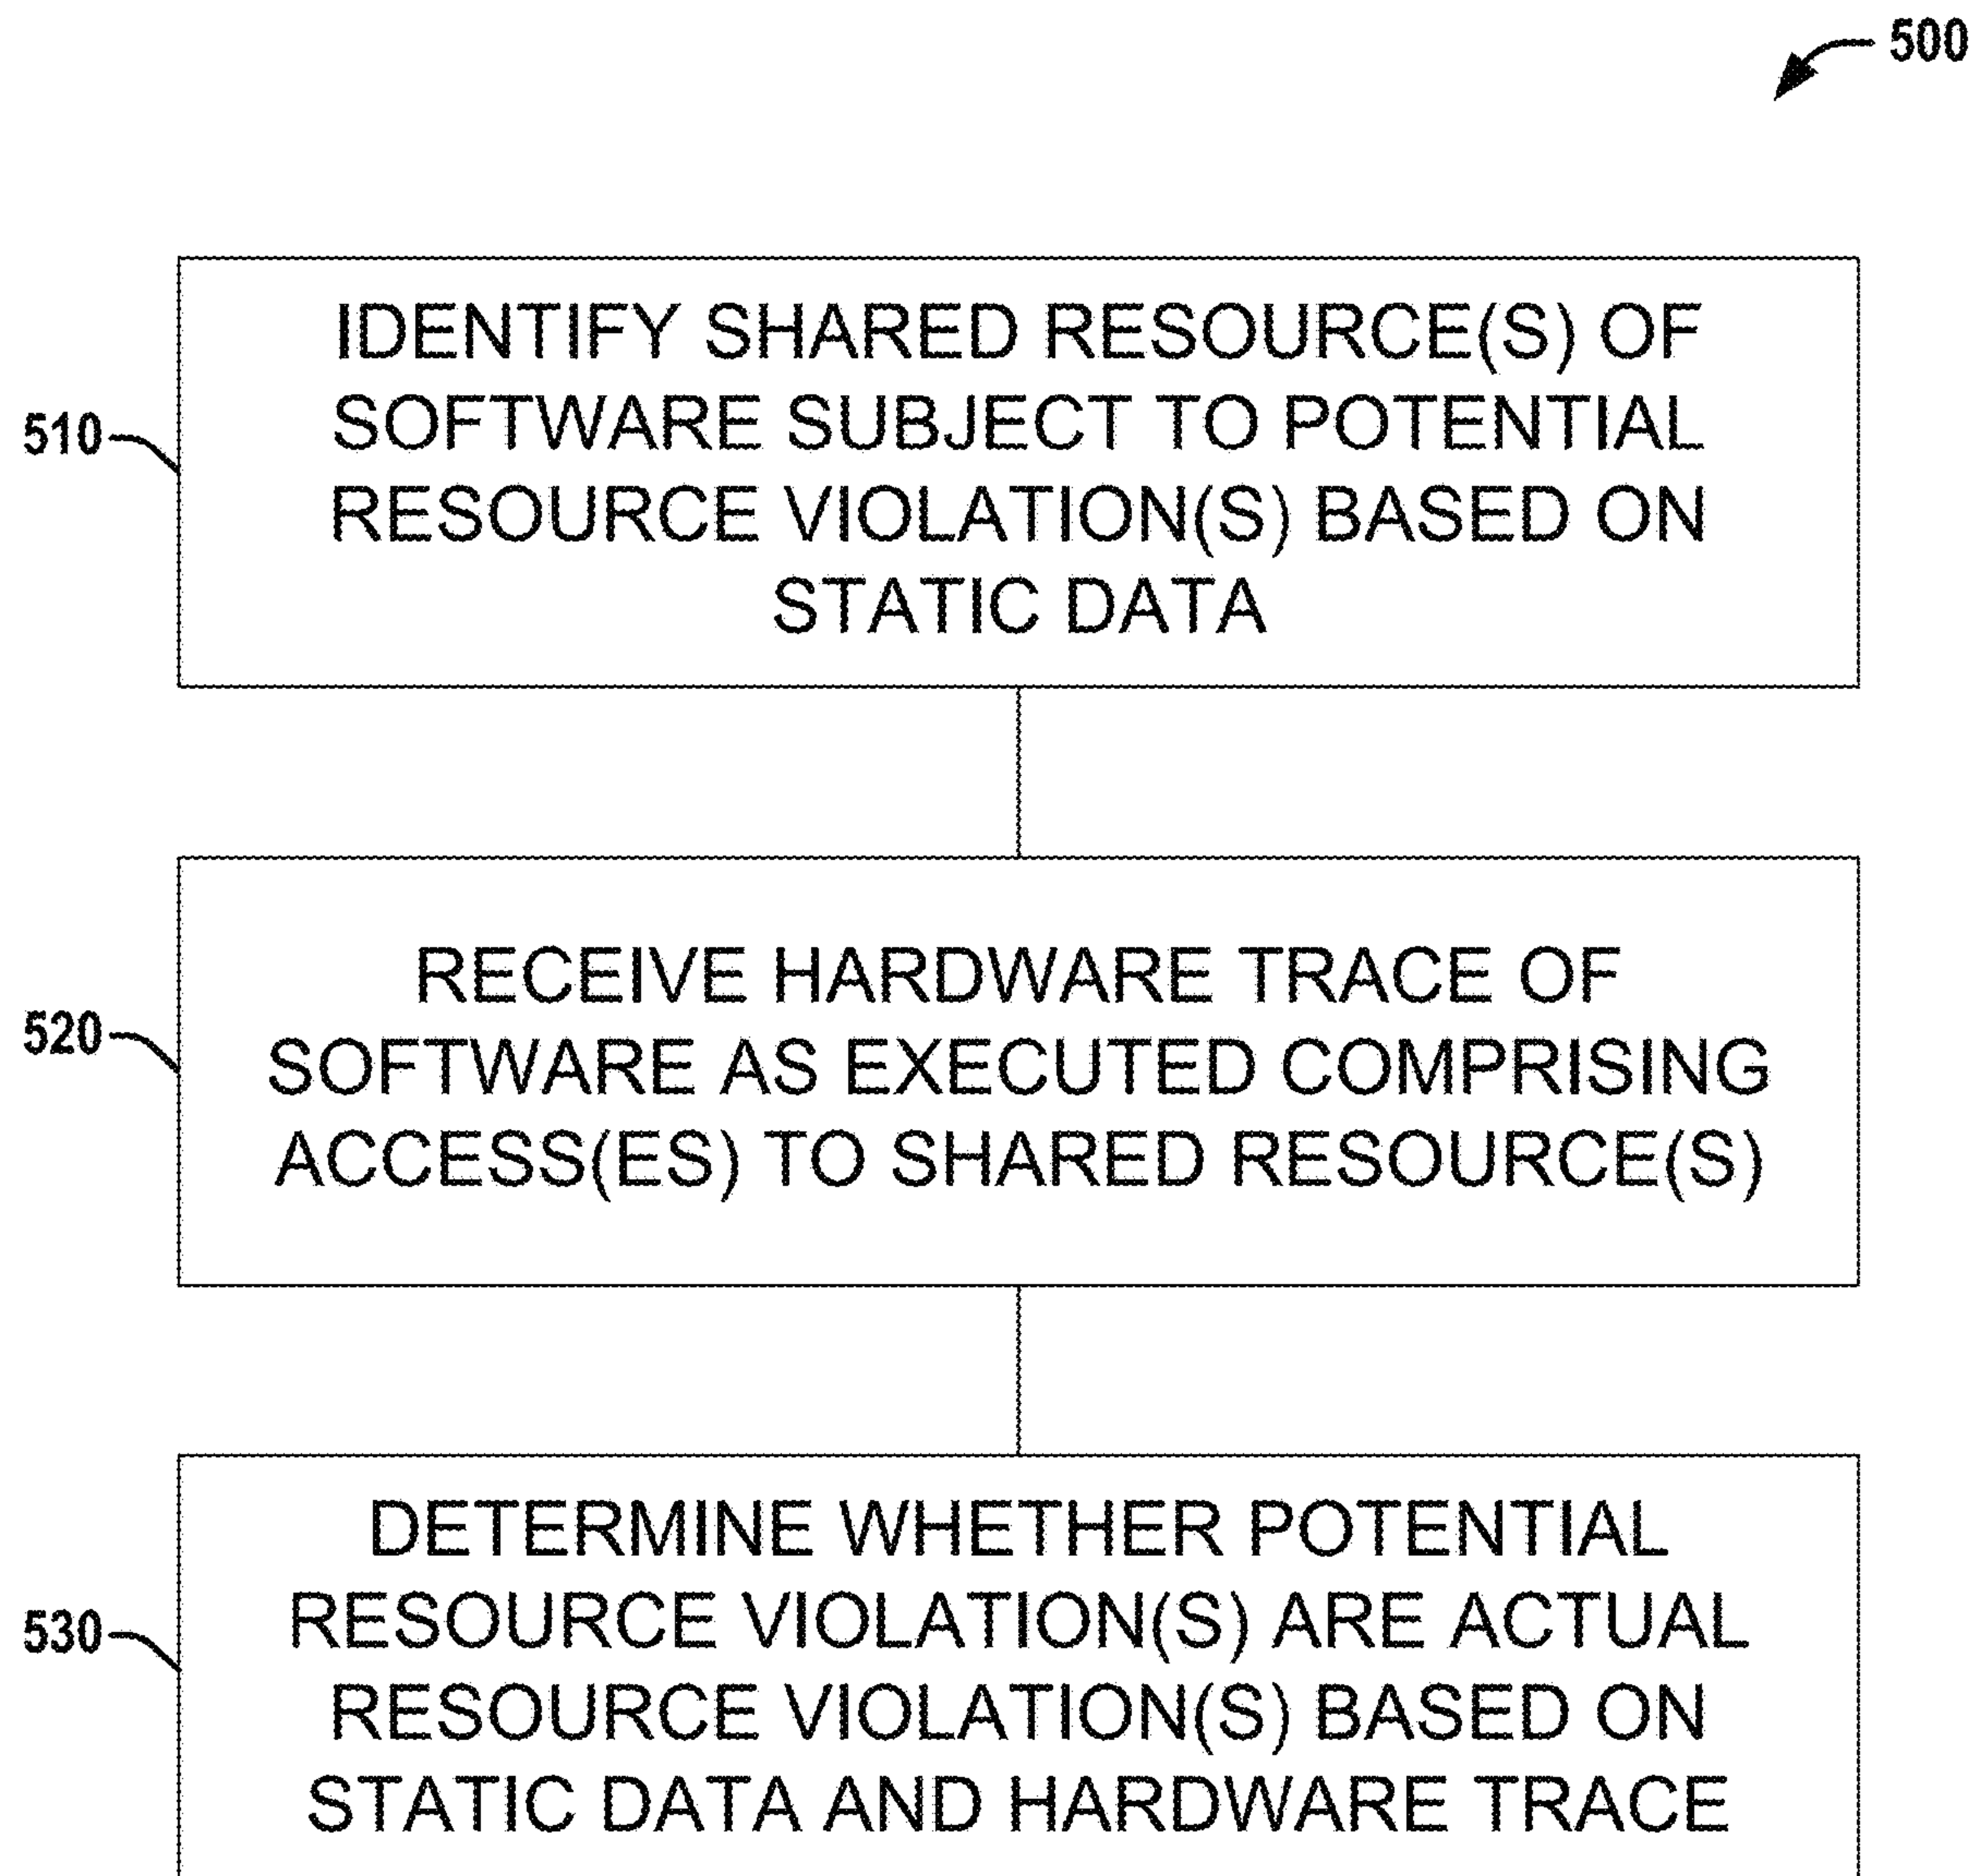 500
510
IDENTIFY SHARED RESOURCE(S) OF
SOFTWARE SUBJECT TO POTENTIAL
RESOURCE VIOLATION(S) BASED ON
STATIC DATA
520
RECEIVE HARDWARE TRACE OF
SOFTWARE AS EXECUTED COMPRISING
ACCESS(ES) TO SHARED RESOURCE(S)
530
DETERMINE WHETHER POTENTIAL
RESOURCE VIOLATION(S) ARE ACTUAL
RESOURCE VIOLATION(S) BASED ON
STATIC DATA AND HARDWARE TRACE